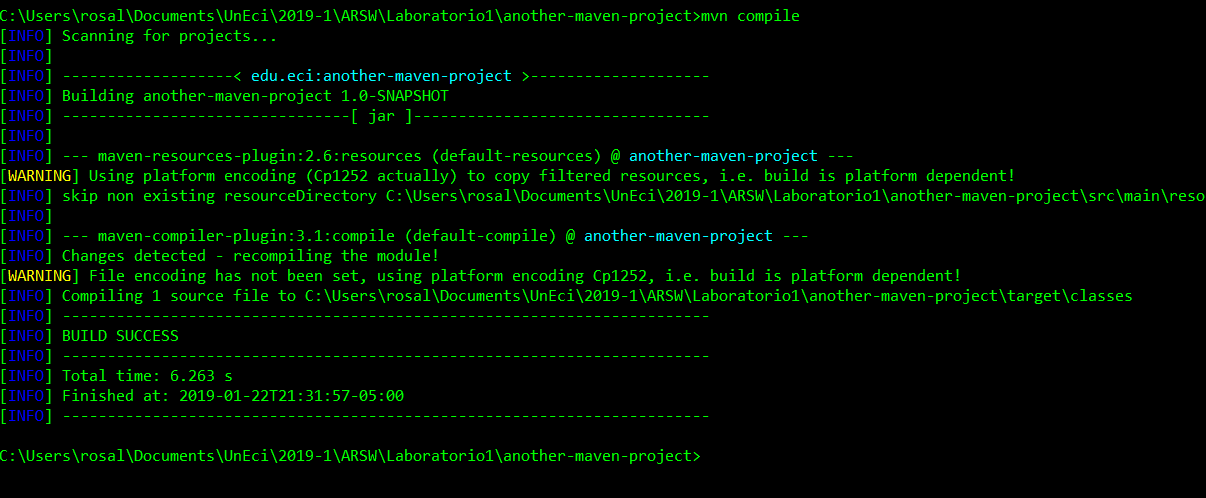 C:\Users\rosal\Documents\UnEci\2019-1\ARSW\Laboratorio1\another-maven-project>mvn compile
[INFO] Scanning for projects...
[INFO]
[INFO] -------------------< edu.eci:another-maven-project >--------------------
[INFO] Building another-maven-project 1.0-SNAPSHOT
[INFO] --------------------------------[ jar ]---------------------------------
[INFO]
[INFO] --- maven-resources-plugin:2.6:resources (default-resources) @ another-maven-project ---
[WARNING] Using platform encoding (Cp1252 actually) to copy filtered resources, i.e. build is platform dependent!
[INFO] skip non existing resourceDirectory C:\Users\rosal\Documents\UnEci\2019-1\ARSW\Laboratorio1\another-maven-project\src\main\reso
[INFO]
[INFO] --- maven-compiler-plugin:3.1:compile (default-compile) @ another-maven-project ---
[INFO] Changes detected - recompiling the module!
[WARNING] File encoding has not been set, using platform encoding Cp1252, i.e. build is platform dependent!
[INFO] Compiling 1 source file to C:\Users\rosal\Documents\UnEci\2019-1\ARSW\Laboratorio1\another-maven-project\target\classes
[INFO] ------------------------------------------------------------------------
[INFO] BUILD SUCCESS
[INFO] ------------------------------------------------------------------------
[INFO] Total time: 6.263 s
[INFO] Finished at: 2019-01-22T21:31:57-05:00
[INFO] ------------------------------------------------------------------------
C:\Users\rosal\Documents\UnEci\2019-1\ARSW\Laboratorio1\another-maven-project>